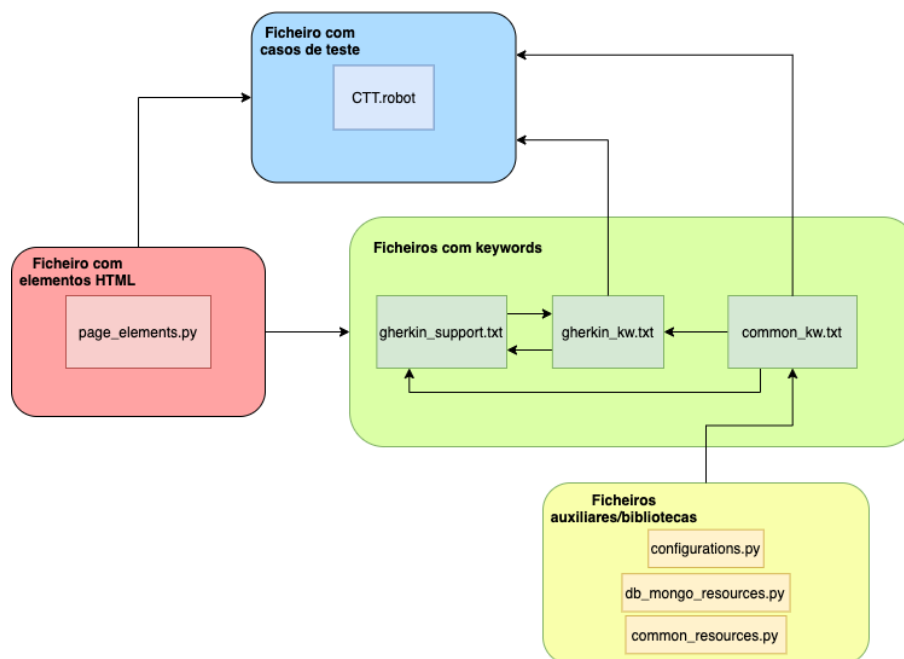 Ficheiro com
casos de teste
CTT.robot
Ficheiro com
elementos HTML
page_elements.py
Ficheiros com keywords
gherkin_support.txt
gherkin_kw.txt
common_kw.txt
Ficheiros
auxiliares/bibliotecas
configurations.py
db_mongo_resources.py
common_resources.py